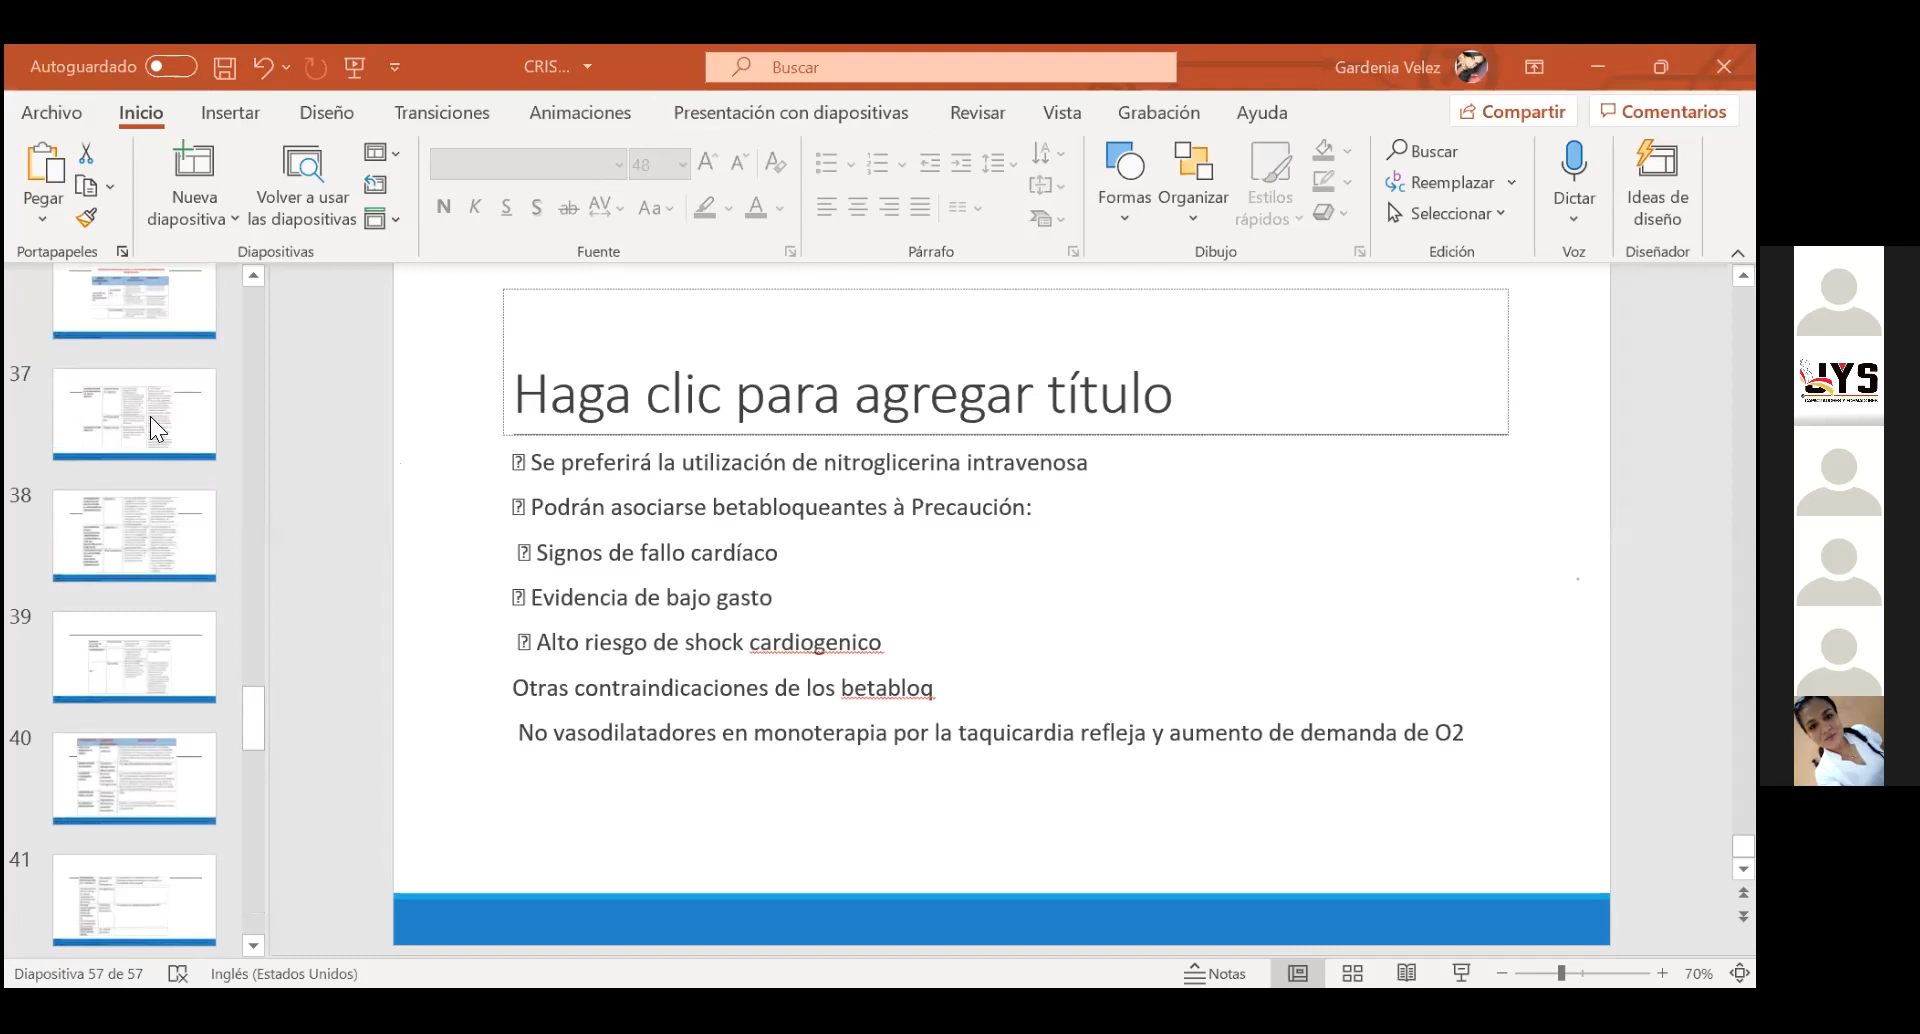 Autoguardado
CRIS...
Buscar
Gardenia Velez
Archivo Inicio Insertar Diseño Transiciones Animaciones Presentación con diapositivas Revisar Vista Grabación Ayuda Compartir Comentarios
Pegar
Portapapeles
Nueva
diapositiva
Volver a usar
las diapositivas
Diapositivas
48
N K S S ab AV Aa A
Fuente
Párrafo
Formas
Organizar
Estilos
rápidos
Dibujo
Buscar
Reemplazar
Seleccionar
Edición
Dictar
Voz
Ideas de
diseño
Diseñador
37
38
39
40
41
Haga clic para agregar título
Se preferirá la utilización de nitroglicerina intravenosa
Podrán asociarse betabloqueantes à Precaución:
Signos de fallo cardíaco
Evidencia de bajo gasto
Alto riesgo de shock cardiogenico
Otras contraindicaciones de los betabloq
No vasodilatadores en monoterapia por la taquicardia refleja y aumento de demanda de O2
JYS
Diapositiva 57 de 57
Inglés (Estados Unidos)
Notas
70%